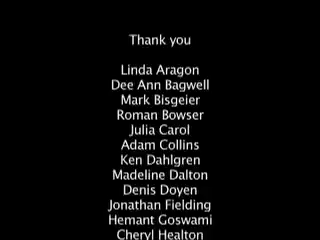 Thank you
Linda Aragon
Dee Ann Bagwell
Mark Bisgeier
Roman Bowser
Julia Carol
Adam Collins
Ken Dahlgren
Madeline Dalton
Denis Doyen
Jonathan Fielding
Hemant Goswami
Cheryl Healton